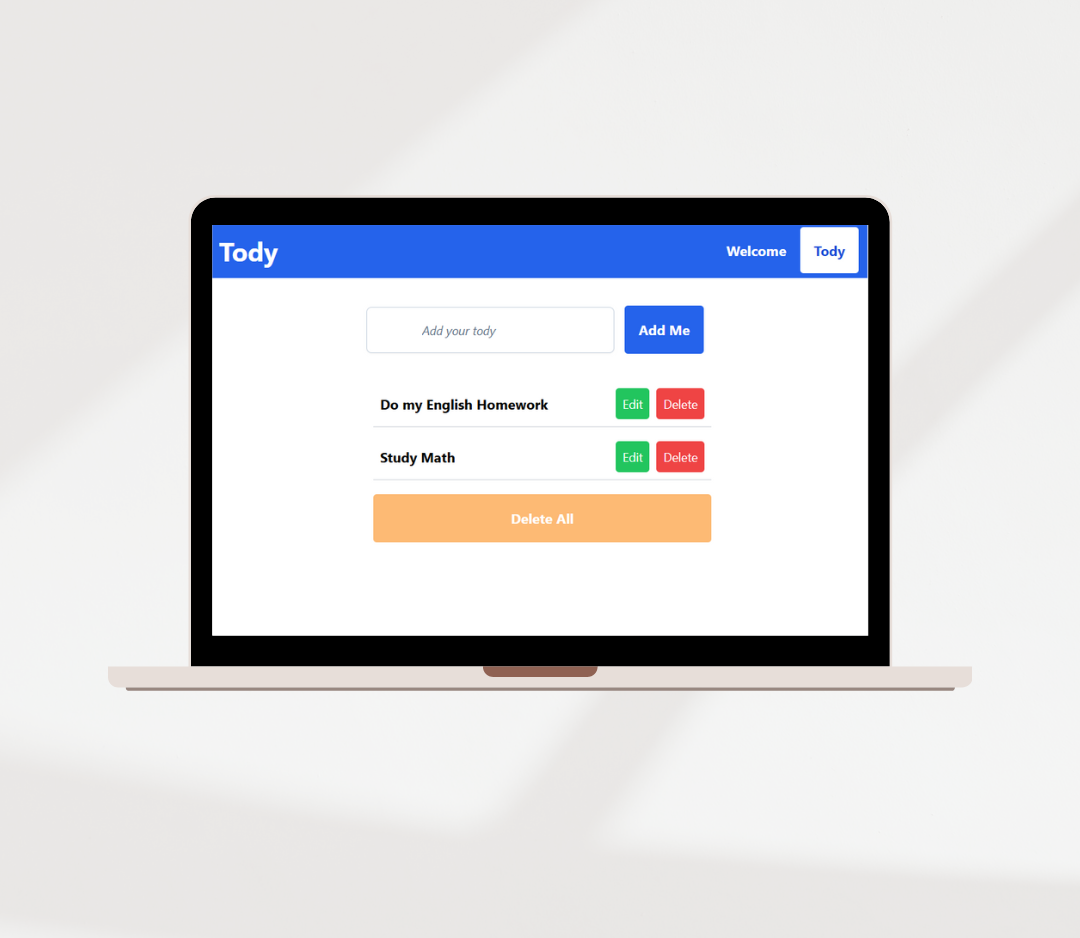 Tody
Welcome
Tody
Add your tody
Add Me
Do my English Homework
Edit
Delete
Study Math
Edit
Delete
Delete All